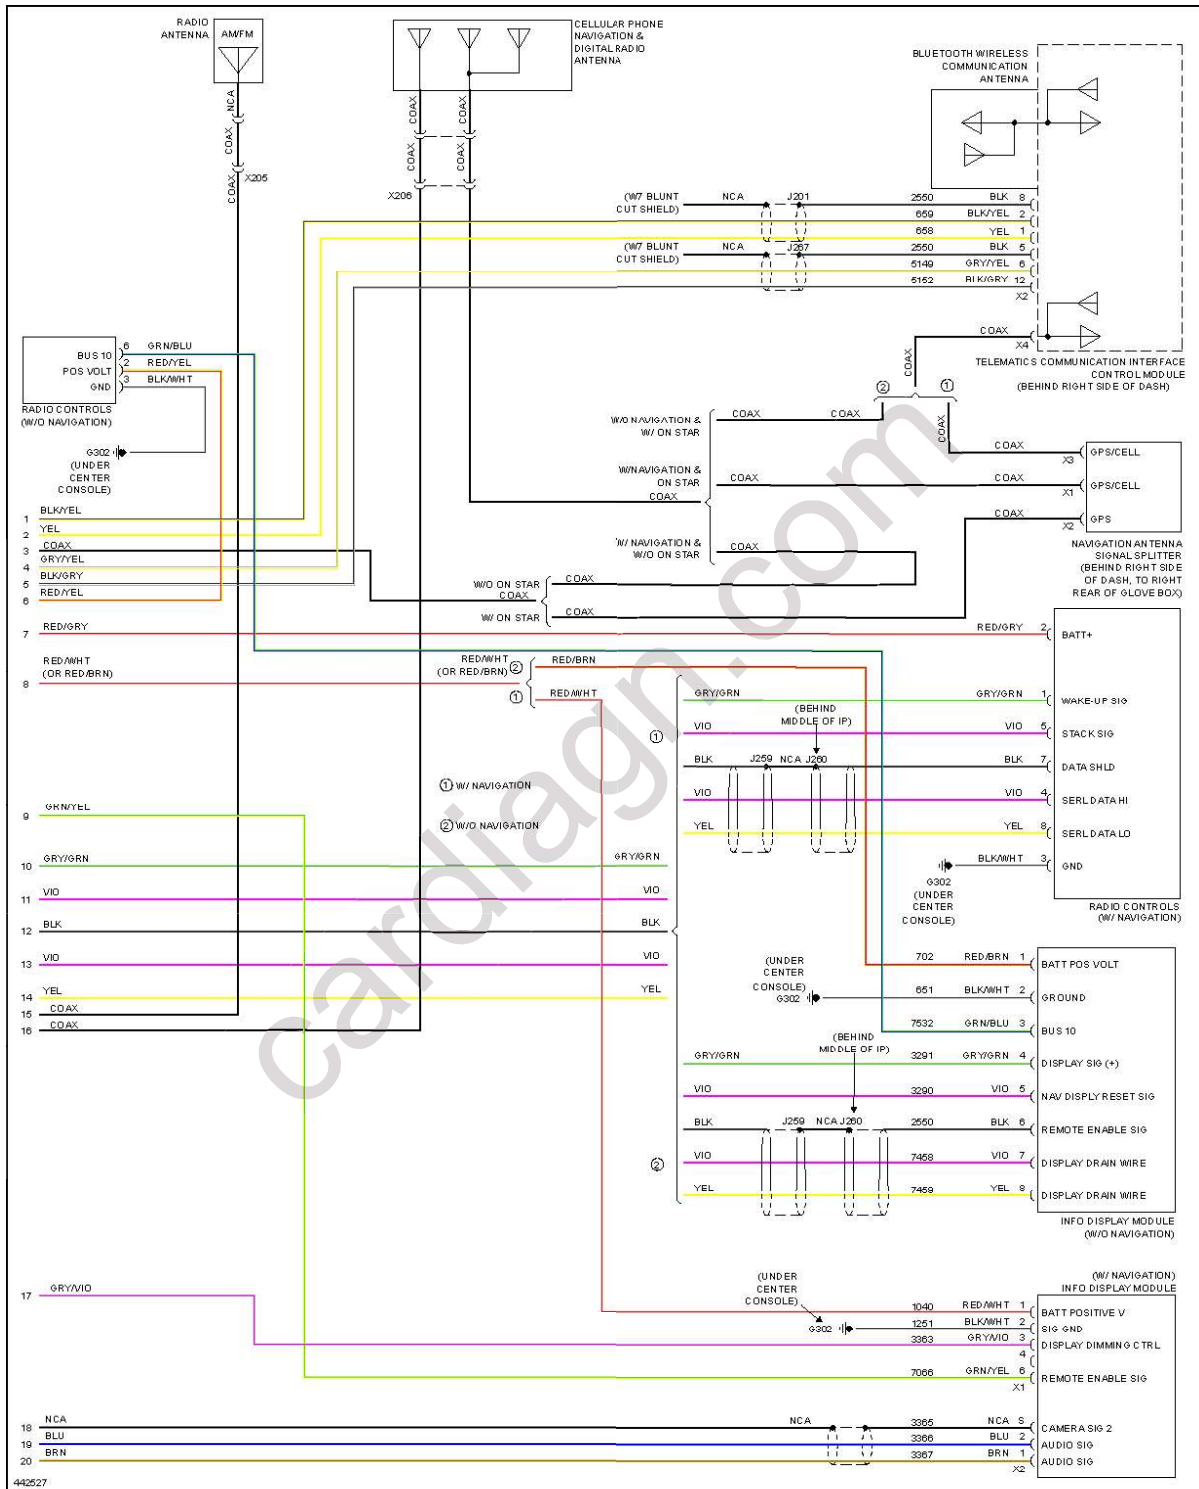 RADIO
ANTENNA
AM/FM
NCA
COAX
COAX
X205
CELLULAR PHONE
NAVIGATION &
DIGITAL RADIO
ANTENNA
COAX
COAX
COAX
COAX
X206
BLUETOOTH WIRELESS
COMMUNICATION
ANTENNA
(W7 BLUNT
CUT SHIELD)
NCA
J201
2550 BLK 8
659 BLK/YEL 2
658 YEL 1
(W7 BLUNT
CUT SHIELD)
NCA
J267
2550 BLK 5
5149 GRY/YEL 6
5152 BLK/GRY 12
X2
COAX
X4
TELEMATICS COMMUNICATION INTERFACE
CONTROL MODULE
(BEHIND RIGHT SIDE OF DASH)
BUS 10 6 GRN/BLU
POS VOLT 2 RED/YEL
GND 3 BLK/WHT
RADIO CONTROLS
(W/O NAVIGATION)
G302
(UNDER
CENTER
CONSOLE)
COAX
2
1
W/O NAVIGATION &
W/ ON STAR
COAX COAX
COAX
COAX
X3
GPS/CELL
W/NAVIGATION &
ON STAR
COAX
COAX
COAX
X1
GPS/CELL
COAX
X2
GPS
'W/ NAVIGATION &
W/O ON STAR
COAX
NAVIGATION ANTENNA
SIGNAL SPLITTER
(BEHIND RIGHT SIDE
OF DASH, TO RIGHT
REAR OF GLOVE BOX)
W/O ON STAR
COAX
COAX
W/ ON STAR
COAX
1 BLK/YEL
2 YEL
3 COAX
4 GRY/YEL
5 BLK/GRY
6 RED/YEL
7 RED/GRY
RED/GRY 2
BATT+
8 RED/WHT
(OR RED/BRN)
RED/WHT
(OR RED/BRN)
2
RED/BRN
1
RED/WHT
1
GRY/GRN GRY/GRN 1
WAKE-UP SIG
(BEHIND
MIDDLE OF IP)
VIO VIO 5
STACK SIG
BLK J259 NCA J260 BLK 7
DATA SHLD
VIO VIO 4
SERL DATA HI
YEL YEL 8
SERL DATA LO
G302
(UNDER
CENTER
CONSOLE)
BLK/WHT 3
GND
RADIO CONTROLS
(W/ NAVIGATION)
1 W/ NAVIGATION
2 W/O NAVIGATION
9 GRN/YEL
10 GRY/GRN GRY/GRN
11 VIO VIO
12 BLK BLK
13 VIO VIO
14 YEL YEL
15 COAX
16 COAX
702 RED/BRN 1
BATT POS VOLT
(UNDER
CENTER
CONSOLE)
G302
651 BLK/WHT 2
GROUND
7532 GRN/BLU 3
BUS 10
(BEHIND
MIDDLE OF IP)
GRY/GRN 3291 GRY/GRN 4
DISPLAY SIG (+)
VIO 3290 VIO 5
NAV DISPLY RESET SIG
BLK J259 NCA J260 2550 BLK 6
REMOTE ENABLE SIG
2
VIO 7458 VIO 7
DISPLAY DRAIN WIRE
YEL 7459 YEL 8
DISPLAY DRAIN WIRE
INFO DISPLAY MODULE
(W/O NAVIGATION)
17 GRY/VIO
(W/ NAVIGATION)
INFO DISPLAY MODULE
(UNDER
CENTER
CONSOLE)
G302
1040 RED/WHT 1
BATT POSITIVE V
1251 BLK/WHT 2
SIG GND
3363 GRY/VIO 3
DISPLAY DIMMING CTRL
4
7066 GRN/YEL 6
REMOTE ENABLE SIG
X1
18 NCA NCA 3365 NCA S
CAMERA SIG 2
19 BLU 3366 BLU 2
AUDIO SIG
20 BRN 3367 BRN 1
AUDIO SIG
X2
442527
cardiagn.com